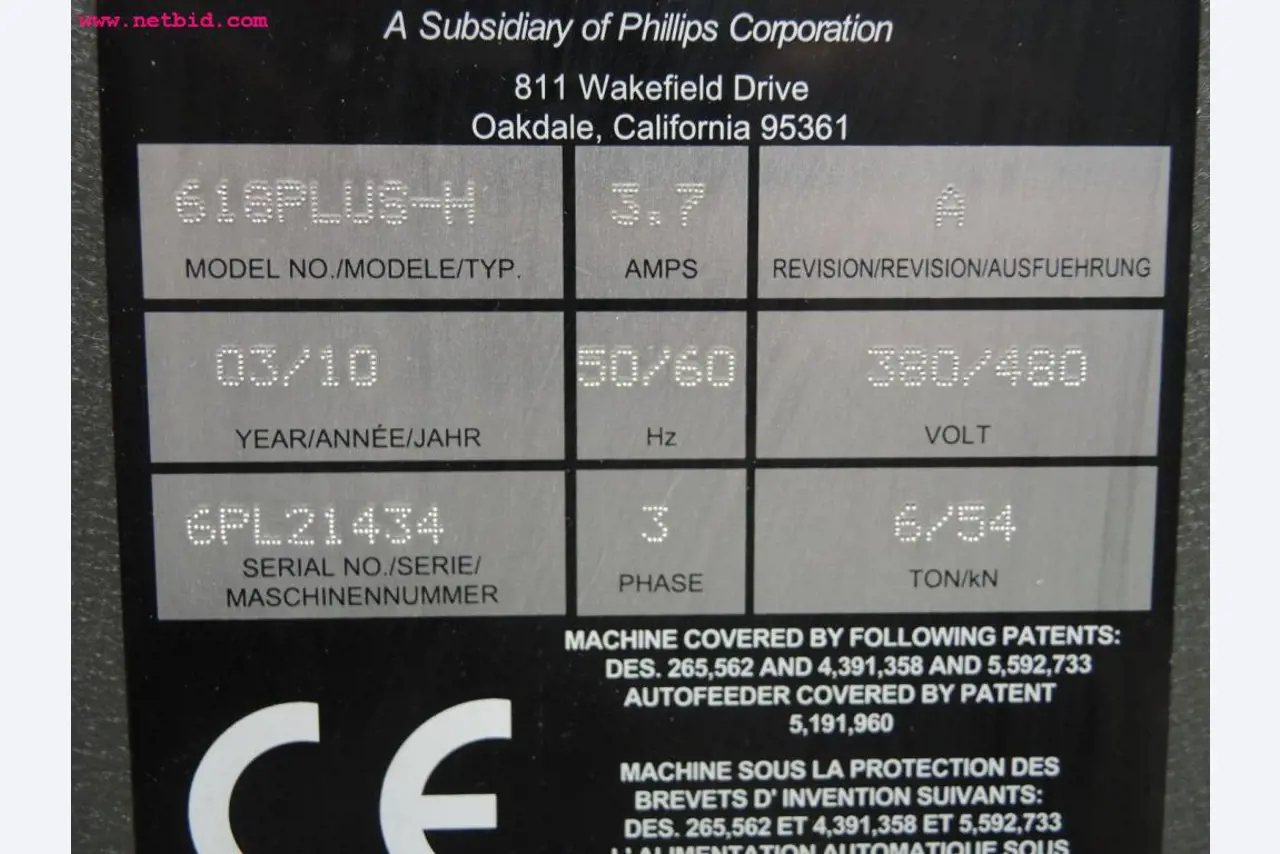 www.netbid.com
A Subsidiary of Phillips Corporation
811 Wakefield Drive
Oakdale, California 95361
618PLUS-H 3.7 A
MODEL NO./MODELE/TYP. AMPS REVISION/REVISION/AUSFUEHRUNG
03/10 50/60 380/480
YEAR/ANNÉE/JAHR Hz VOLT
6PL21434 3 6/54
SERIAL NO./SERIE/
MASCHINENNUMMER PHASE TON/kN
MACHINE COVERED BY FOLLOWING PATENTS:
DES. 265,562 AND 4,391,358 AND 5,592,733
AUTOFEEDER COVERED BY PATENT
5,191,960
CE
MACHINE SOUS LA PROTECTION DES
BREVETS D' INVENTION SUIVANTS:
DES. 265,562 ET 4,391,358 ET 5,592,733
L'ALIMENTATION AUTOMATIQUE SOUS